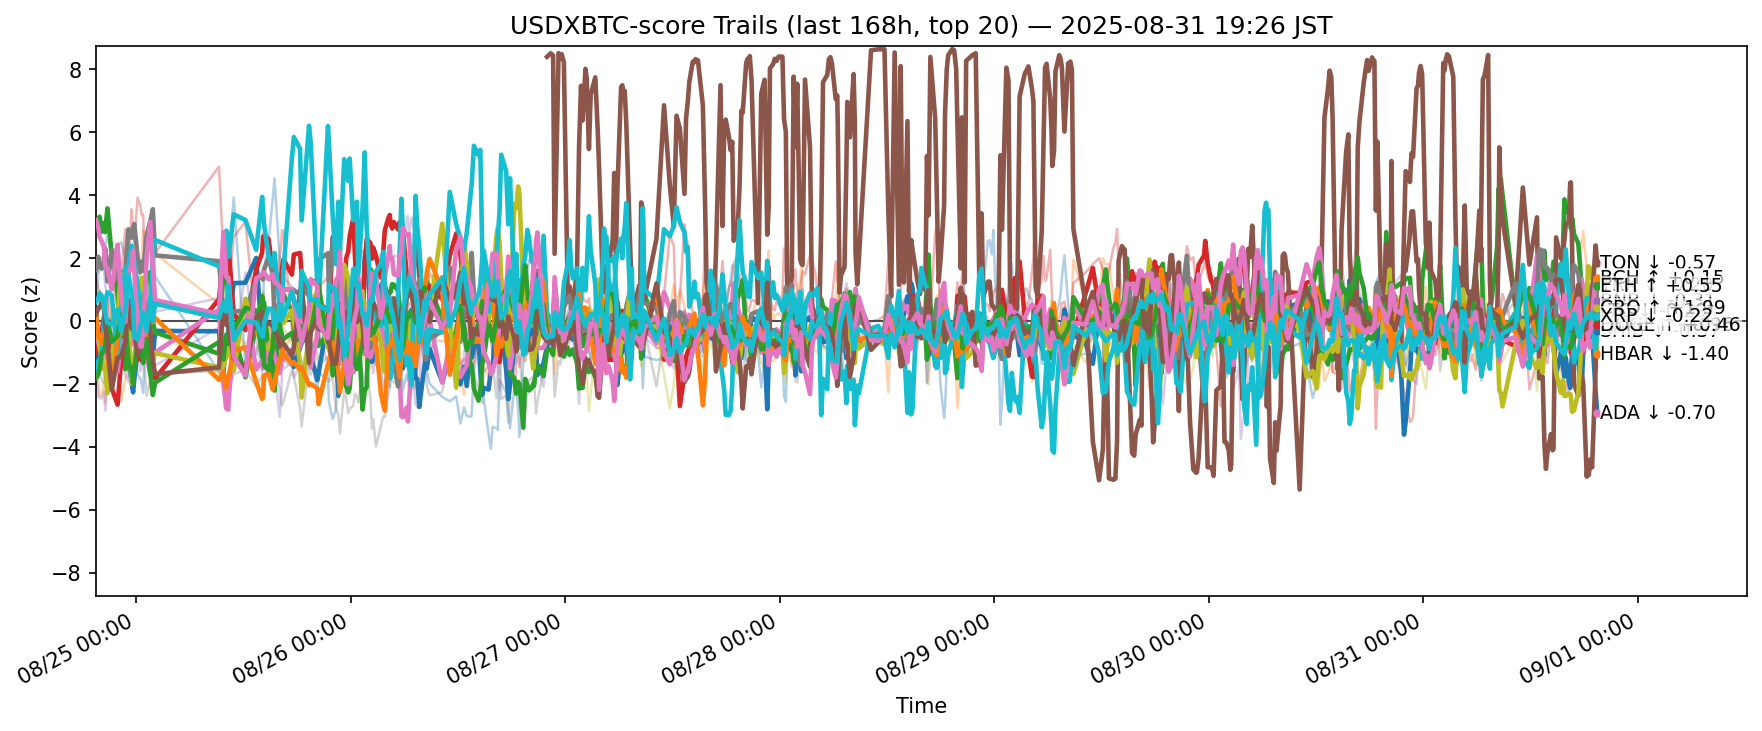 USDXBTC-score Trails (last 168h, top 20) — 2025-08-31 19:26 JST
Score (z)
8
6
4
2
0
−2
−4
−6
−8
TON ↓ -0.57
ETH ↑ +0.55
XRP ↓ -0.22
HBAR ↓ -1.40
ADA ↓ -0.70
08/25 00:00
08/26 00:00
08/27 00:00
08/28 00:00
08/29 00:00
08/30 00:00
08/31 00:00
09/01 00:00
Time